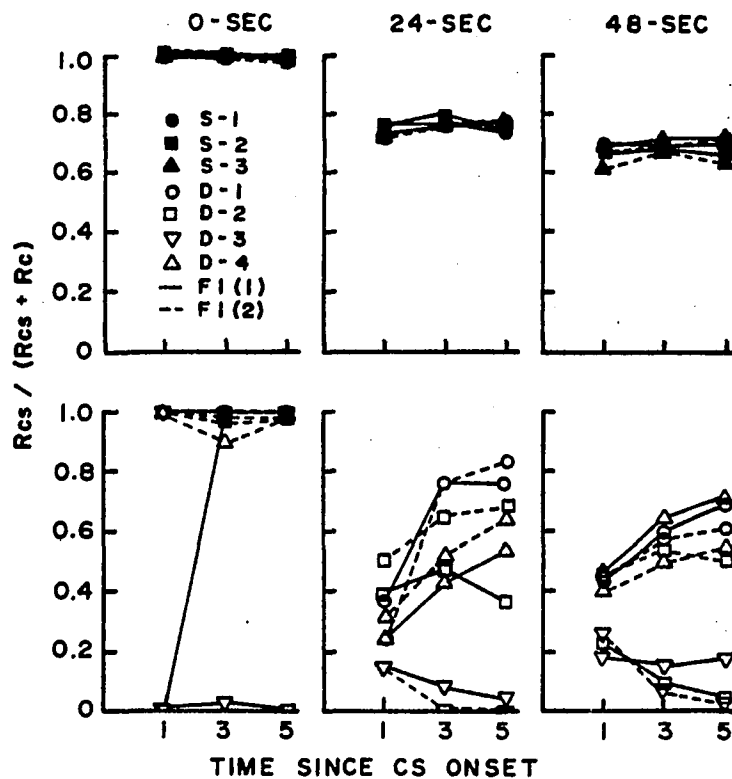 0-SEC 24-SEC 48-SEC
1.0
0.8
0.6
0.4
0.2
0
S-1
S-2
S-3
D-1
D-2
D-3
D-4
FI(1)
FI(2)
Rcs / (Rcs + Rc)
1.0
0.8
0.6
0.4
0.2
0
1 3 5 1 3 5 1 3 5
TIME SINCE CS ONSET